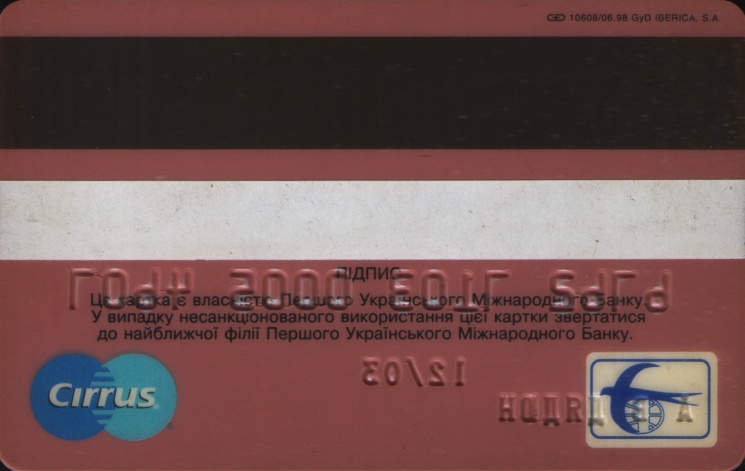 GD 10608/06.98 GyD IBERICA, S.A.
ПІДПИС
Ця картка є власністю Першого Українського Міжнародного Банку.
У випадку несанкціонованого використання цієї картки звертатися
до найближчої філії Першого Українського Міжнародного Банку.
12/03
Cirrus